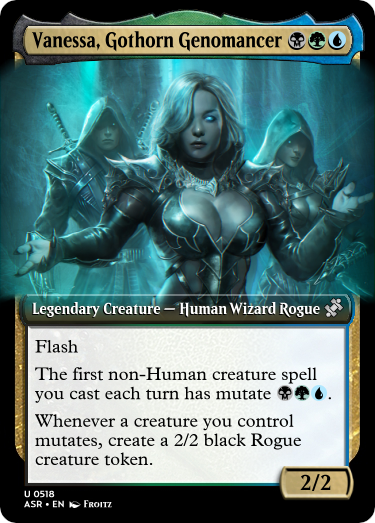 Vanessa, Gothorn Genomancer
Legendary Creature — Human Wizard Rogue
Flash
The first non-Human creature spell
you cast each turn has mutate .
Whenever a creature you control
mutates, create a 2/2 black Rogue
creature token.
2/2
U 0518
ASR • EN Froitz